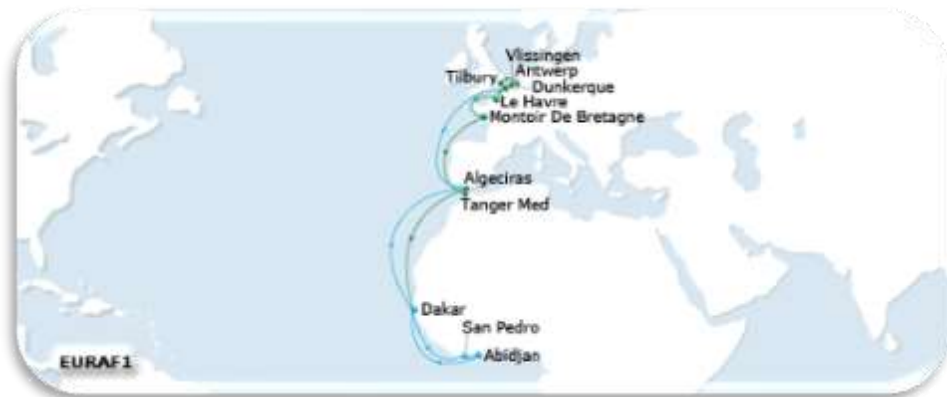 Vlissingen
Antwerp
Tilbury
Dunkerque
Le Havre
Montoir De Bretagne
Algeciras
Tanger Med
Dakar
San Pedro
Abidjan
EURAF1